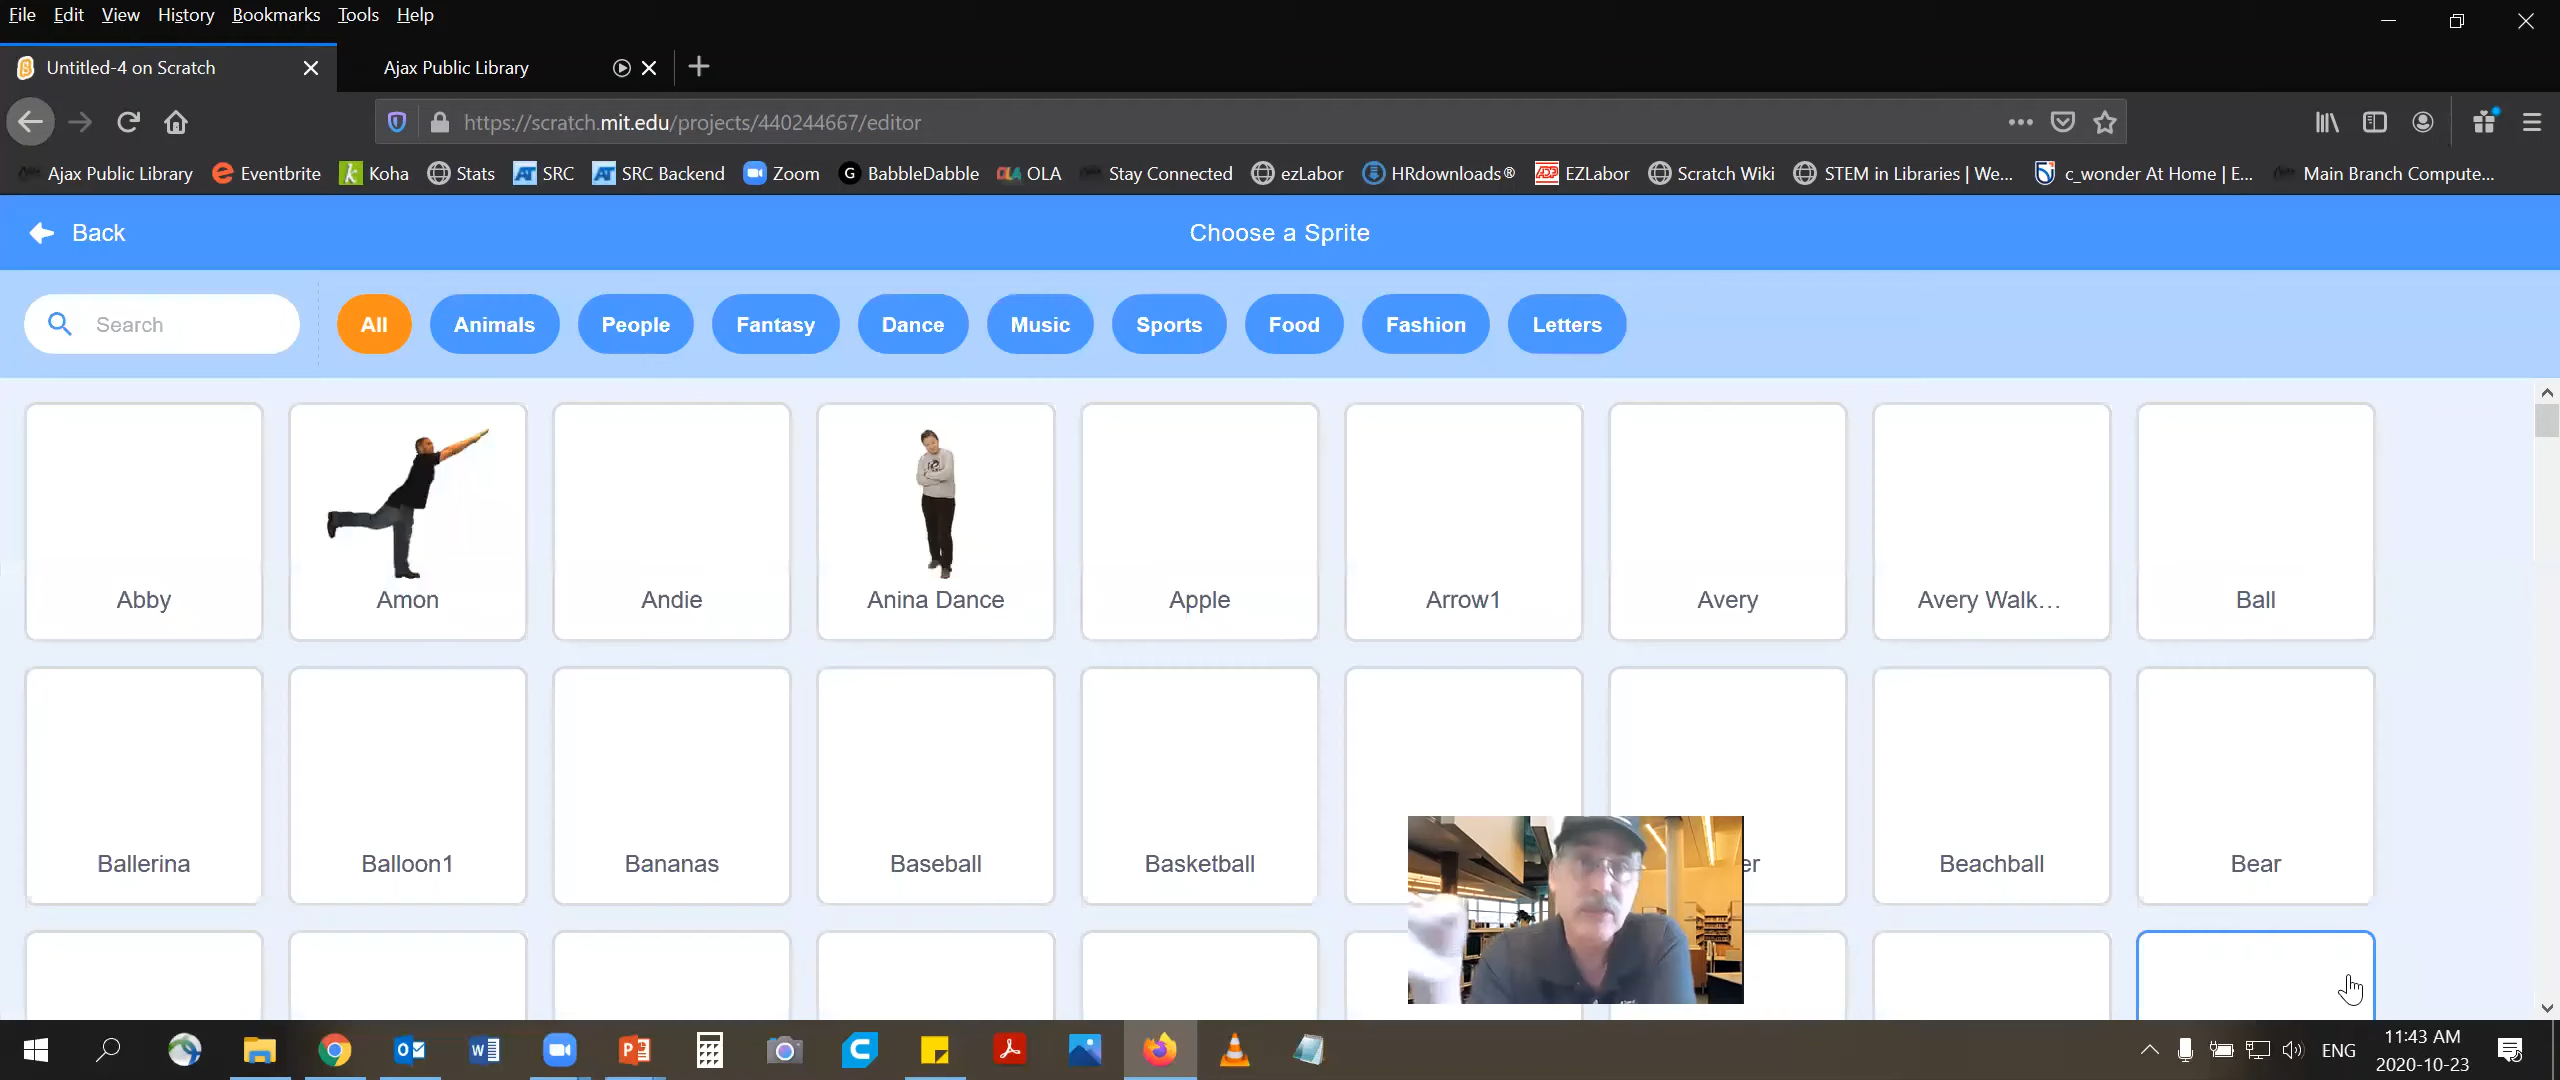 File Edit View History Bookmarks Tools Help
Untitled-4 on Scratch Ajax Public Library
https://scratch.mit.edu/projects/440244667/editor
Ajax Public Library Eventbrite Koha Stats SRC SRC Backend Zoom BabbleDabble OLA Stay Connected ezLabor HRdownloads® EZLabor Scratch Wiki STEM in Libraries | We... c_wonder At Home | E... Main Branch Compute...
Back Choose a Sprite
Search All Animals People Fantasy Dance Music Sports Food Fashion Letters
Abby Amon Andie Anina Dance Apple Arrow1 Avery Avery Walk... Ball
Ballerina Balloon1 Bananas Baseball Basketball er Beachball Bear
ENG 11:43 AM
2020-10-23